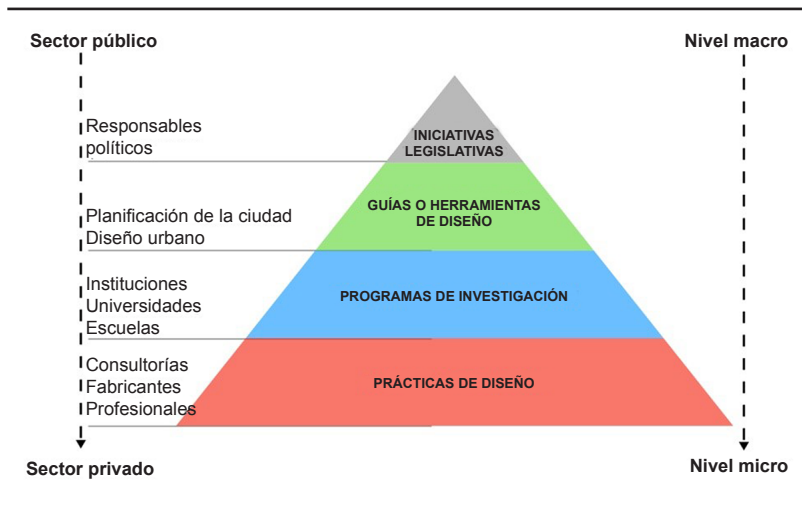 Sector público
Nivel macro
Responsables
políticos
INICIATIVAS
LEGISLATIVAS
Planificación de la ciudad
Diseño urbano
GUÍAS O HERRAMIENTAS
DE DISEÑO
Instituciones
Universidades
Escuelas
PROGRAMAS DE INVESTIGACIÓN
Consultorías
Fabricantes
Profesionales
PRÁCTICAS DE DISEÑO
Sector privado
Nivel micro